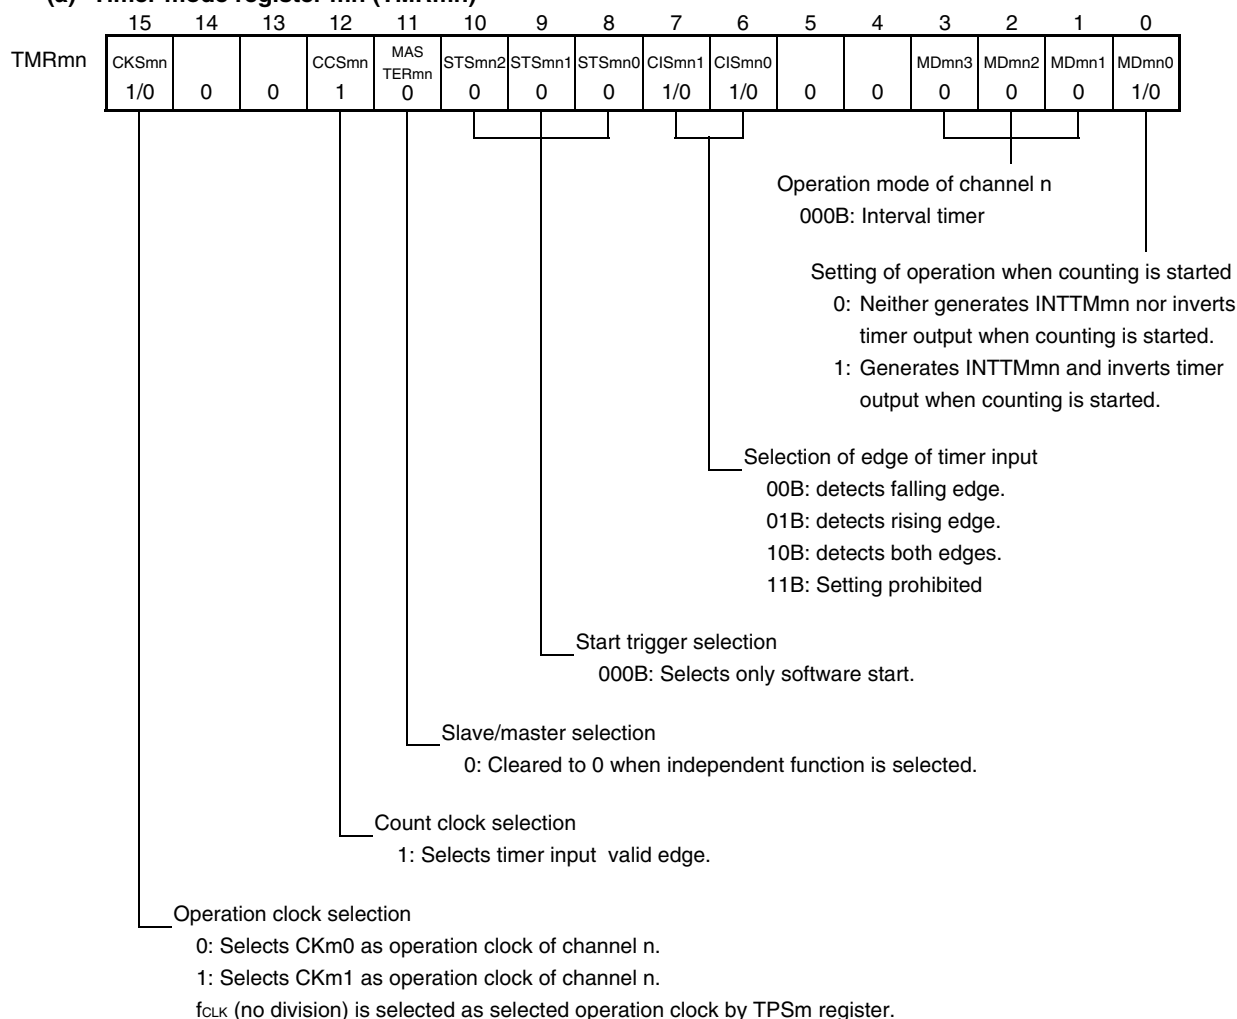 (a) Timer mode register mn (TMRmn)
15 14 13 12 11 10 9 8 7 6 5 4 3 2 1 0
TMRmn CKSmn CCSmn MAS TERmn STSmn2 STSmn1 STSmn0 CISmn1 CISmn0 MDmn3 MDmn2 MDmn1 MDmn0
1/0 0 0 1 0 0 0 0 1/0 1/0 0 0 0 0 0 1/0
Operation mode of channel n
000B: Interval timer
Setting of operation when counting is started
0: Neither generates INTTMmn nor inverts
timer output when counting is started.
1: Generates INTTMmn and inverts timer
output when counting is started.
Selection of edge of timer input
00B: detects falling edge.
01B: detects rising edge.
10B: detects both edges.
11B: Setting prohibited
Start trigger selection
000B: Selects only software start.
Slave/master selection
0: Cleared to 0 when independent function is selected.
Count clock selection
1: Selects timer input valid edge.
Operation clock selection
0: Selects CKm0 as operation clock of channel n.
1: Selects CKm1 as operation clock of channel n.
fCLK (no division) is selected as selected operation clock by TPSm register.